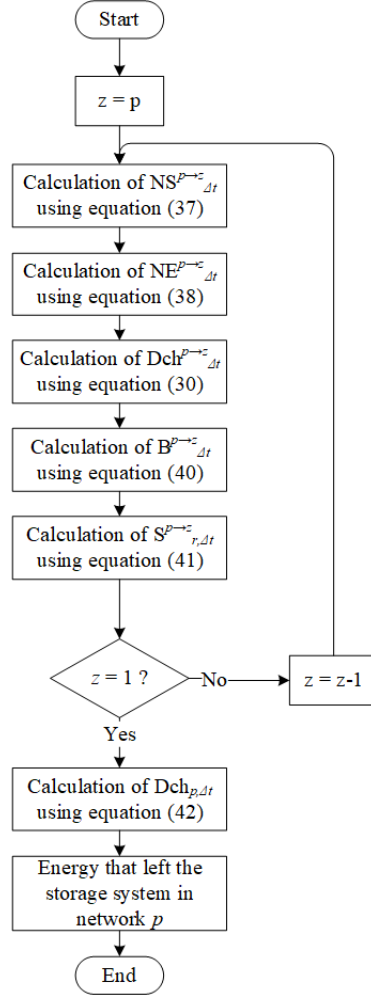 Start
z = p
Calculation of NS^{p→z}_{Δt}
using equation (37)
Calculation of NE^{p→z}_{Δt}
using equation (38)
Calculation of Dch^{p→z}_{Δt}
using equation (30)
Calculation of B^{p→z}_{Δt}
using equation (40)
Calculation of S^{p→z}_{r,Δt}
using equation (41)
z = 1 ?
No
z = z-1
Yes
Calculation of Dch_{p,Δt}
using equation (42)
Energy that left the
storage system in
network p
End